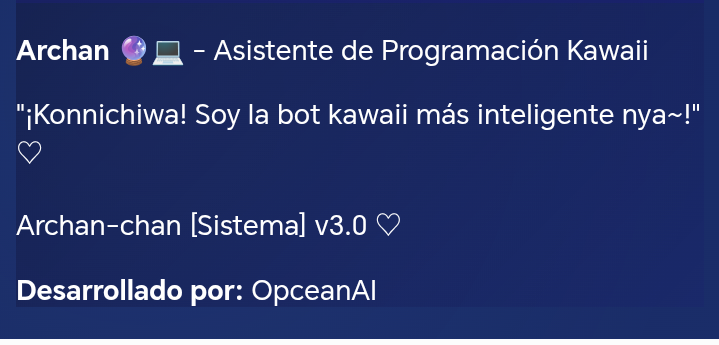 Archan 🔮💻 - Asistente de Programación Kawaii
"¡Konnichiwa! Soy la bot kawaii más inteligente nya~!"
♡
Archan-chan [Sistema] v3.0 ♡
Desarrollado por: OpceanAI